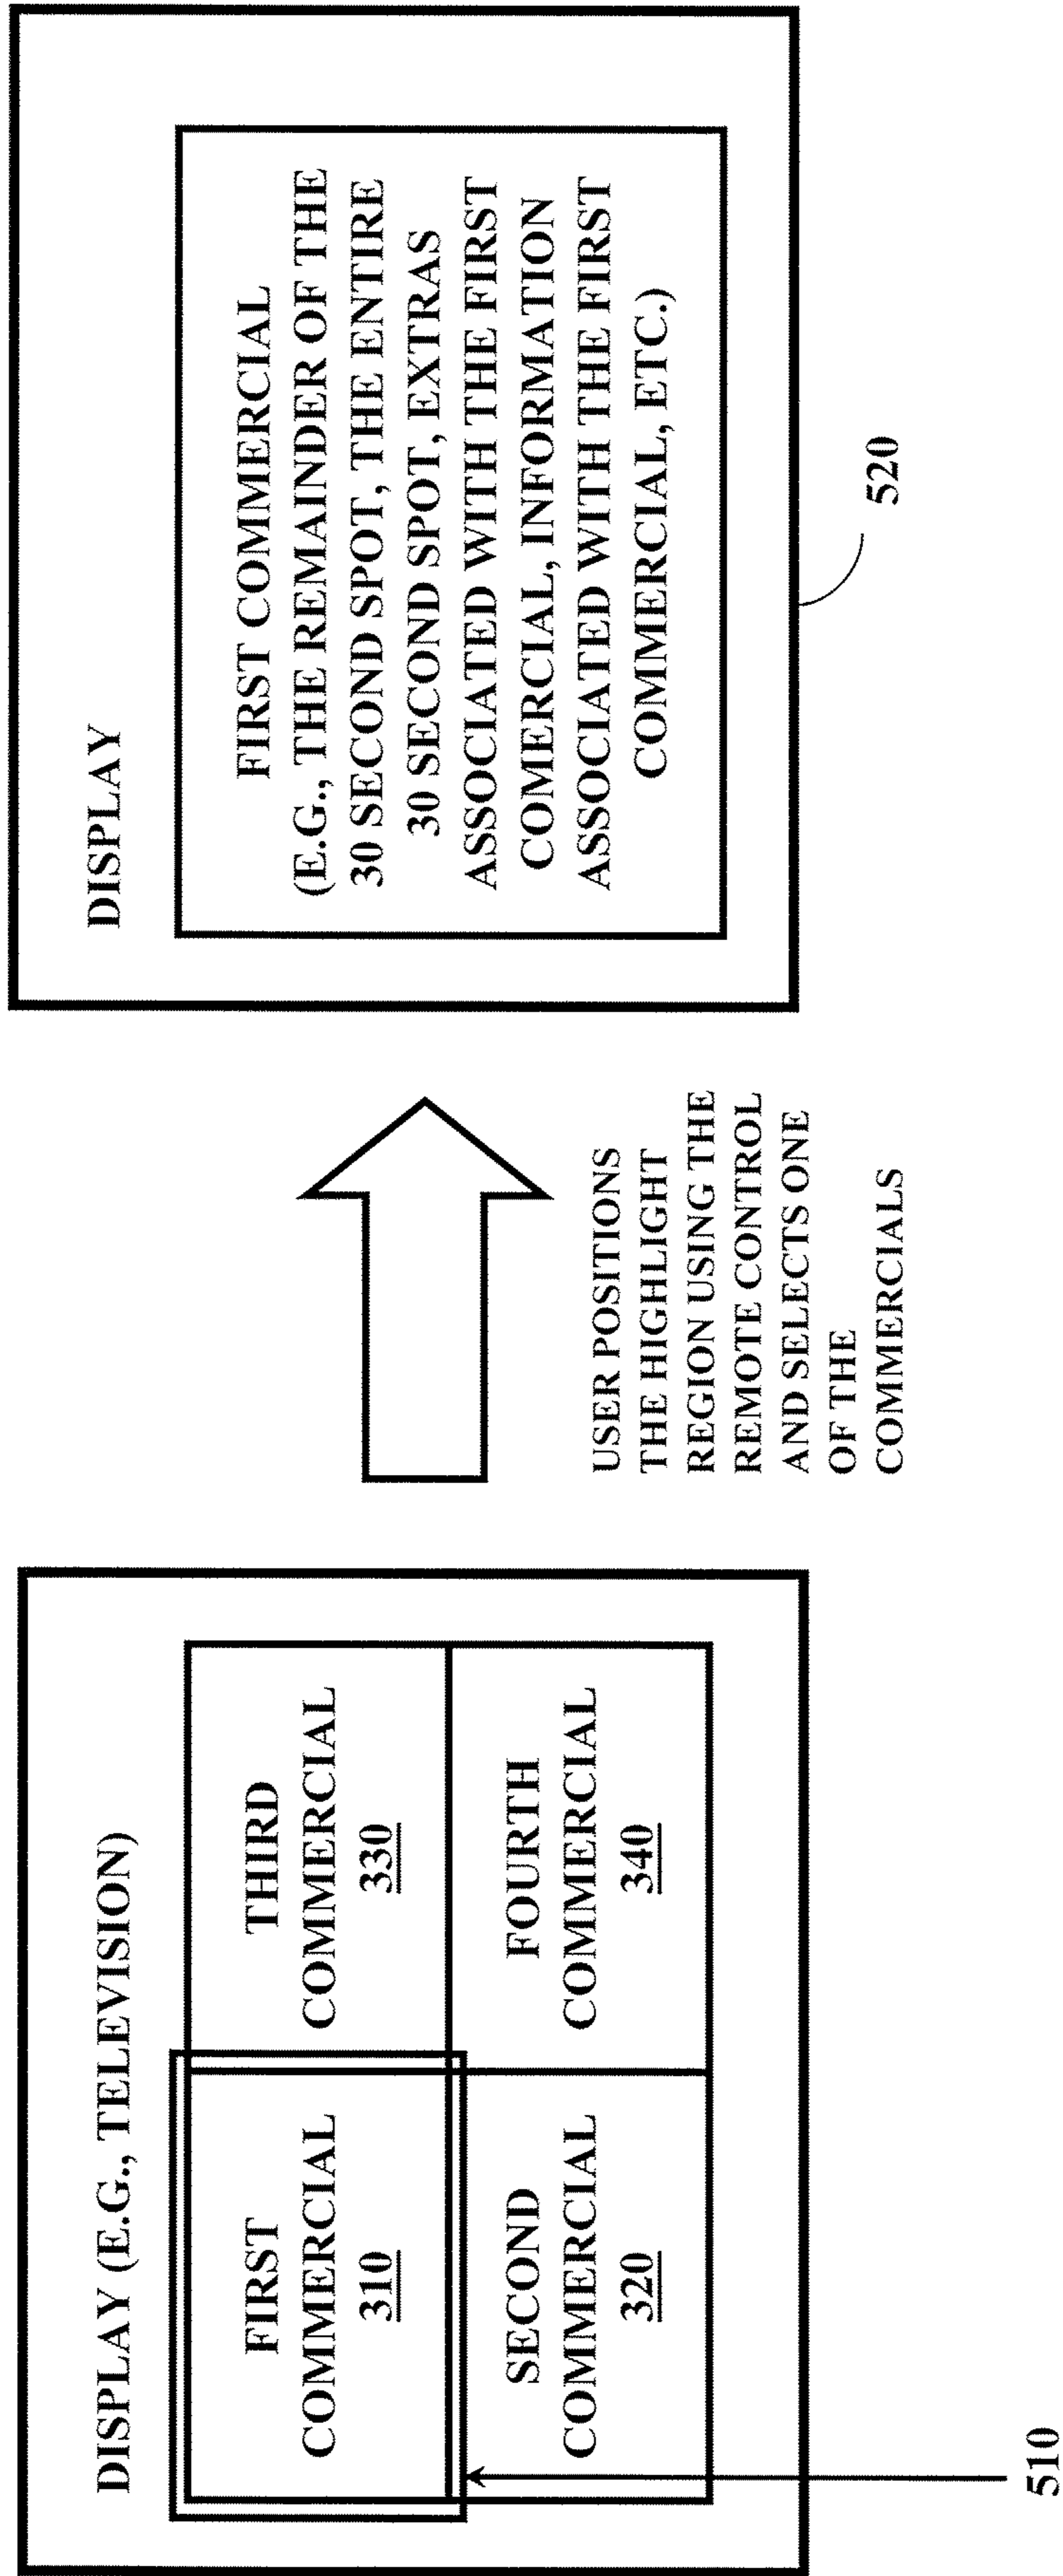 DISPLAY (E.G., TELEVISION)
FIRST
COMMERCIAL
310
THIRD
COMMERCIAL
330
SECOND
COMMERCIAL
320
FOURTH
COMMERCIAL
340
510
USER POSITIONS
THE HIGHLIGHT
REGION USING THE
REMOTE CONTROL
AND SELECTS ONE
OF THE
COMMERCIALS
DISPLAY
FIRST COMMERCIAL
(E.G., THE REMAINDER OF THE
30 SECOND SPOT, THE ENTIRE
30 SECOND SPOT, EXTRAS
ASSOCIATED WITH THE FIRST
COMERCIAL, INFORMATION
ASSOCIATED WITH THE FIRST
COMMERCIAL, ETC.)
520